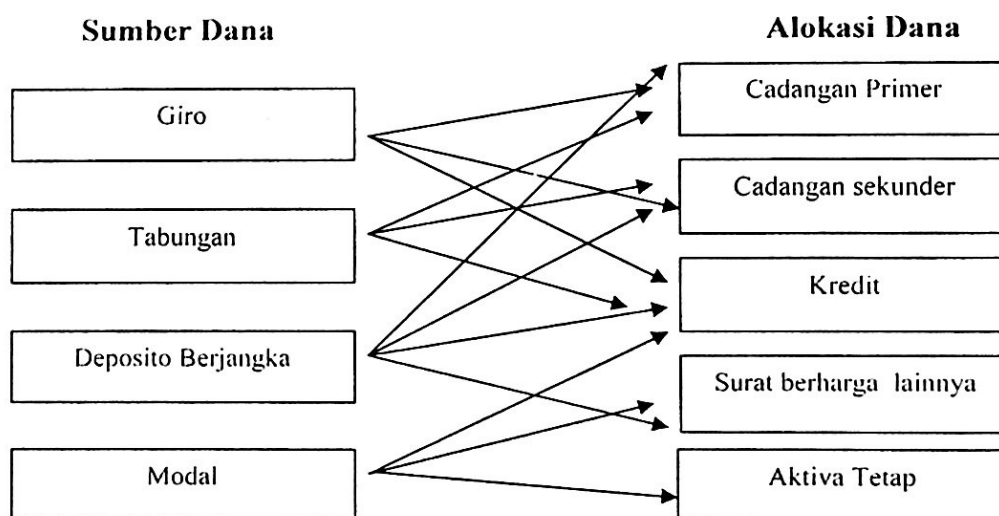 Sumber Dana
Alokasi Dana
Giro
Tabungan
Deposito Berjangka
Modal
Cadangan Primer
Cadangan sekunder
Kredit
Surat berharga lainnya
Aktiva Tetap